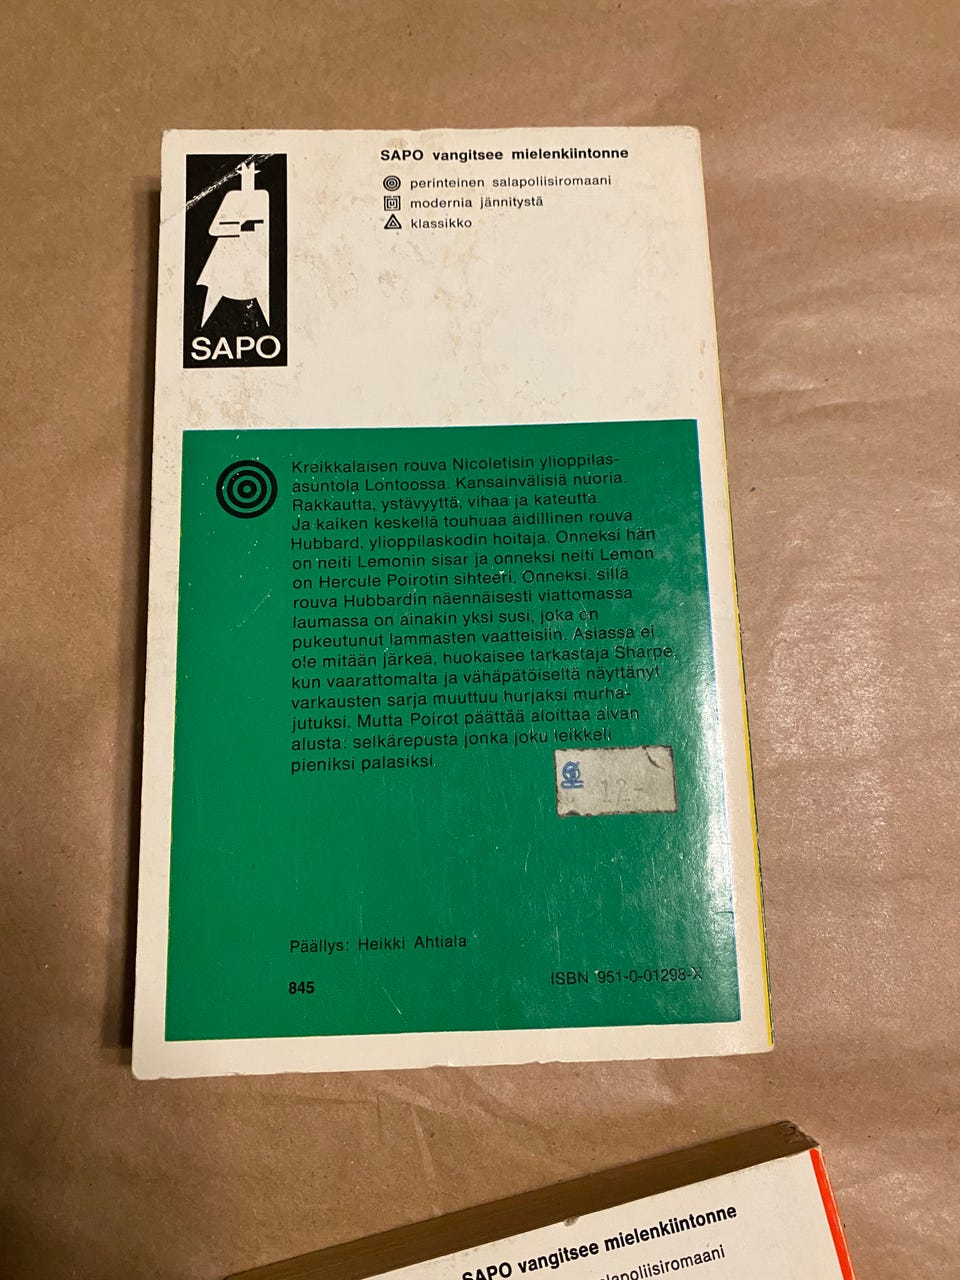 SAPO vangitsee mielenkiintonne
perinteinen salapoliisiromaani
modernia jännitystä
klassikko
SAPO
Kreikkalaisen rouva Nicoletisin ylioppilas-
asuntola Lontoossa. Kansainvälisiä nuoria.
Rakkautta, ystävyyttä, vihaa ja kateutta.
Ja kaiken keskellä touhuaa äidillinen rouva
Hubbard, ylioppilaskodin hoitaja. Onneksi hän
on neiti Lemonin sisar ja onneksi neiti Lemon
on Hercule Poirotin sihteeri. Onneksi. sillä
rouva Hubbardin näennäisesti viattomassa
laumassa on ainakin yksi susi, joka on
pukeutunut lammasten vaatteisiin. Asiassa ei
ole mitään järkeä, huokaisee tarkastaja Sharpe,
kun vaarattomalta ja vähäpätöiseltä näyttänyt
varkausten sarja muuttuu hurjaksi murha-
jutuksi. Mutta Poirot päättää aloittaa aivan
alusta: selkärepusta jonka joku leikkeli
pieniksi palasiksi.
12-
Päällys: Heikki Ahtiala
845
ISBN 951-0-01298-X
SAPO vangitsee mielenkiintonne
salapoliisiromaani